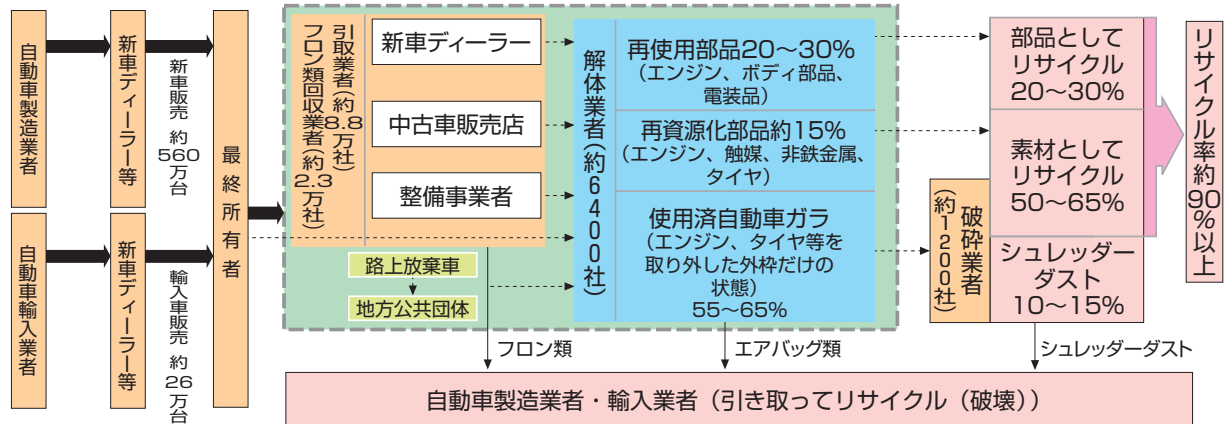 自動車製造業者
新車ディーラー等
新車販売 約560万台
自動車輸入業者
新車ディーラー等
輸入車販売 約26万台
最終所有者
引取業者（約8.8万社）
フロン類回収業者（約2.3万社）
新車ディーラー
中古車販売店
整備事業者
路上放棄車
地方公共団体
解体業者（約6400社）
再使用部品20～30%
（エンジン、ボディ部品、
電装品）
再資源化部品約15%
（エンジン、触媒、非鉄金属、
タイヤ）
使用済自動車ガラ
（エンジン、タイヤ等を
取り外した外枠だけの
状態）
55～65%
破砕業者
（約1200社）
部品として
リサイクル
20～30%
素材として
リサイクル
50～65%
シュレッダー
ダスト
10～15%
リサイクル率約90%以上
フロン類
エアバッグ類
シュレッダーダスト
自動車製造業者・輸入業者（引き取ってリサイクル（破壊））